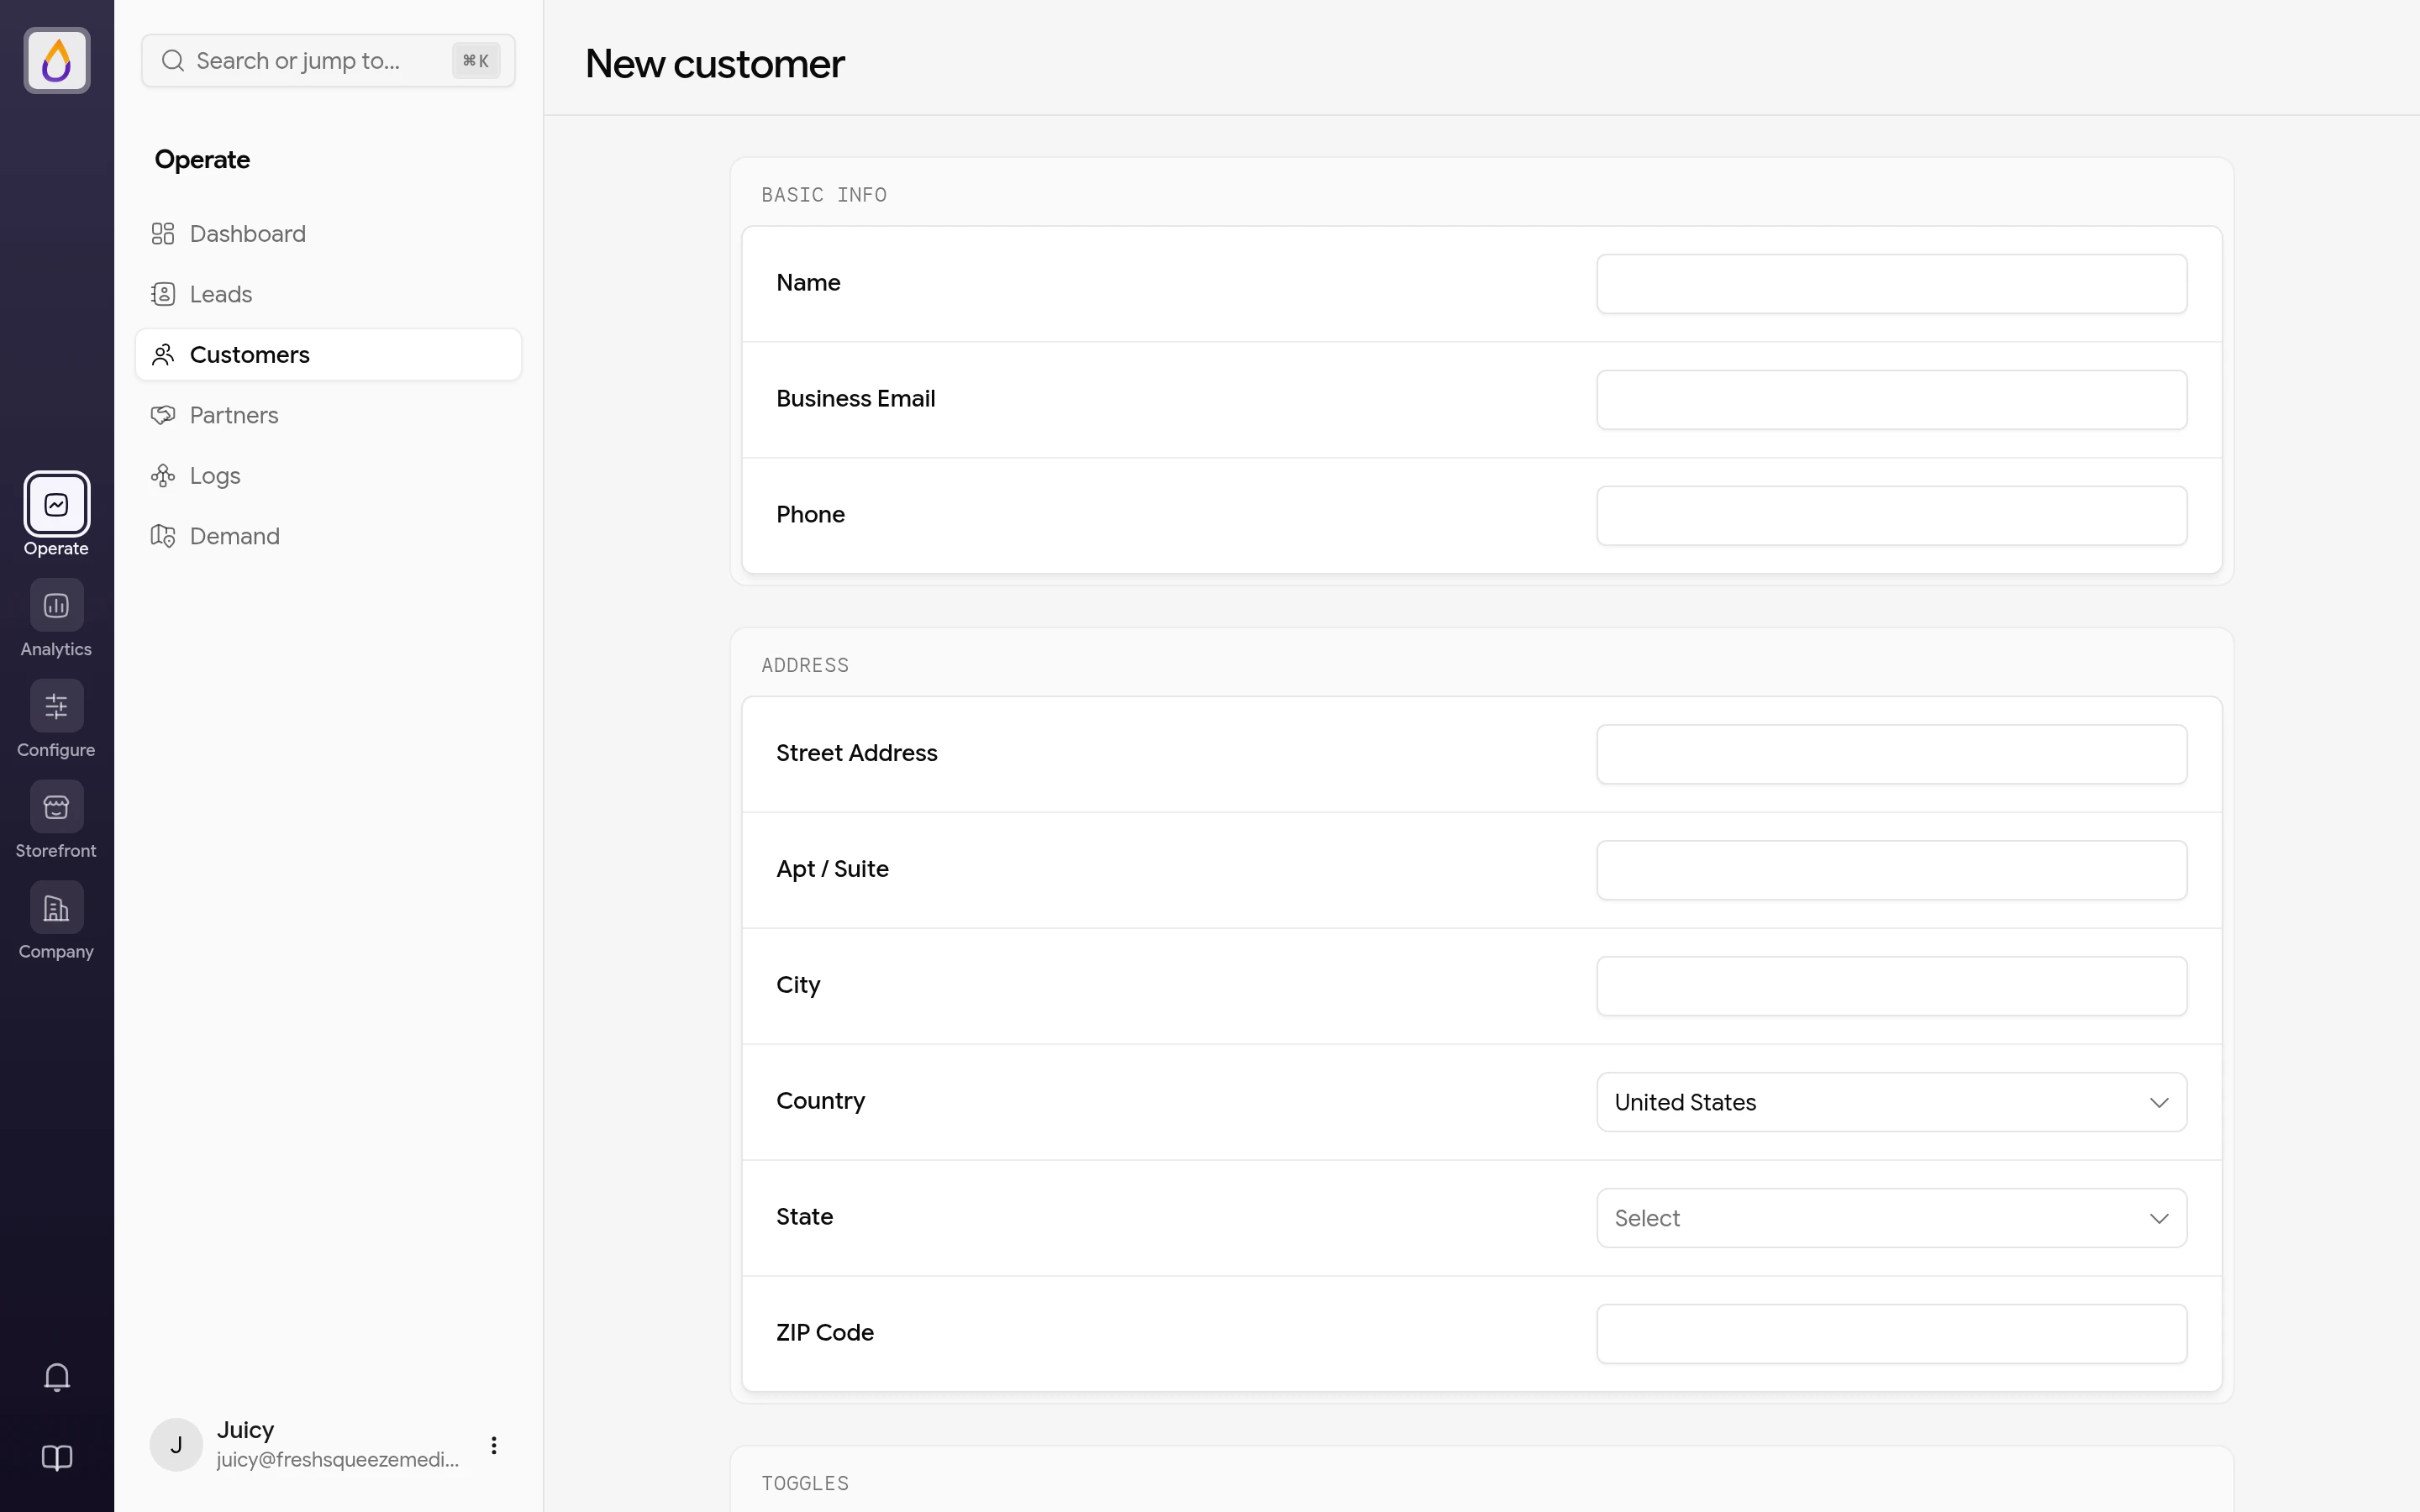 Search or jump to...
⌘K
Operate
Dashboard
Leads
Customers
Partners
Logs
Demand
Operate
Analytics
Configure
Storefront
Company
J
Juicy
juicy@freshsqueezemedi...
New customer
BASIC INFO
Name
Business Email
Phone
ADDRESS
Street Address
Apt / Suite
City
Country
United States
State
Select
ZIP Code
TOGGLES